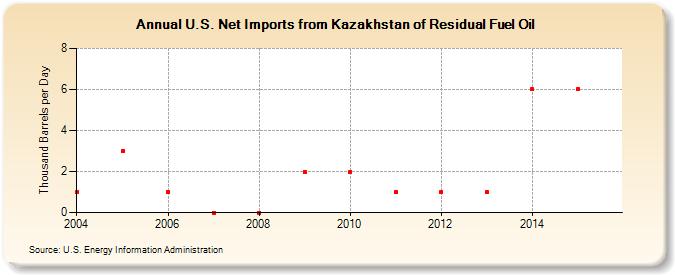 Annual U.S. Net Imports from Kazakhstan of Residual Fuel Oil
Thousand Barrels per Day
8
6
4
2
0
2004 2006 2008 2010 2012 2014
Source: U.S. Energy Information Administration